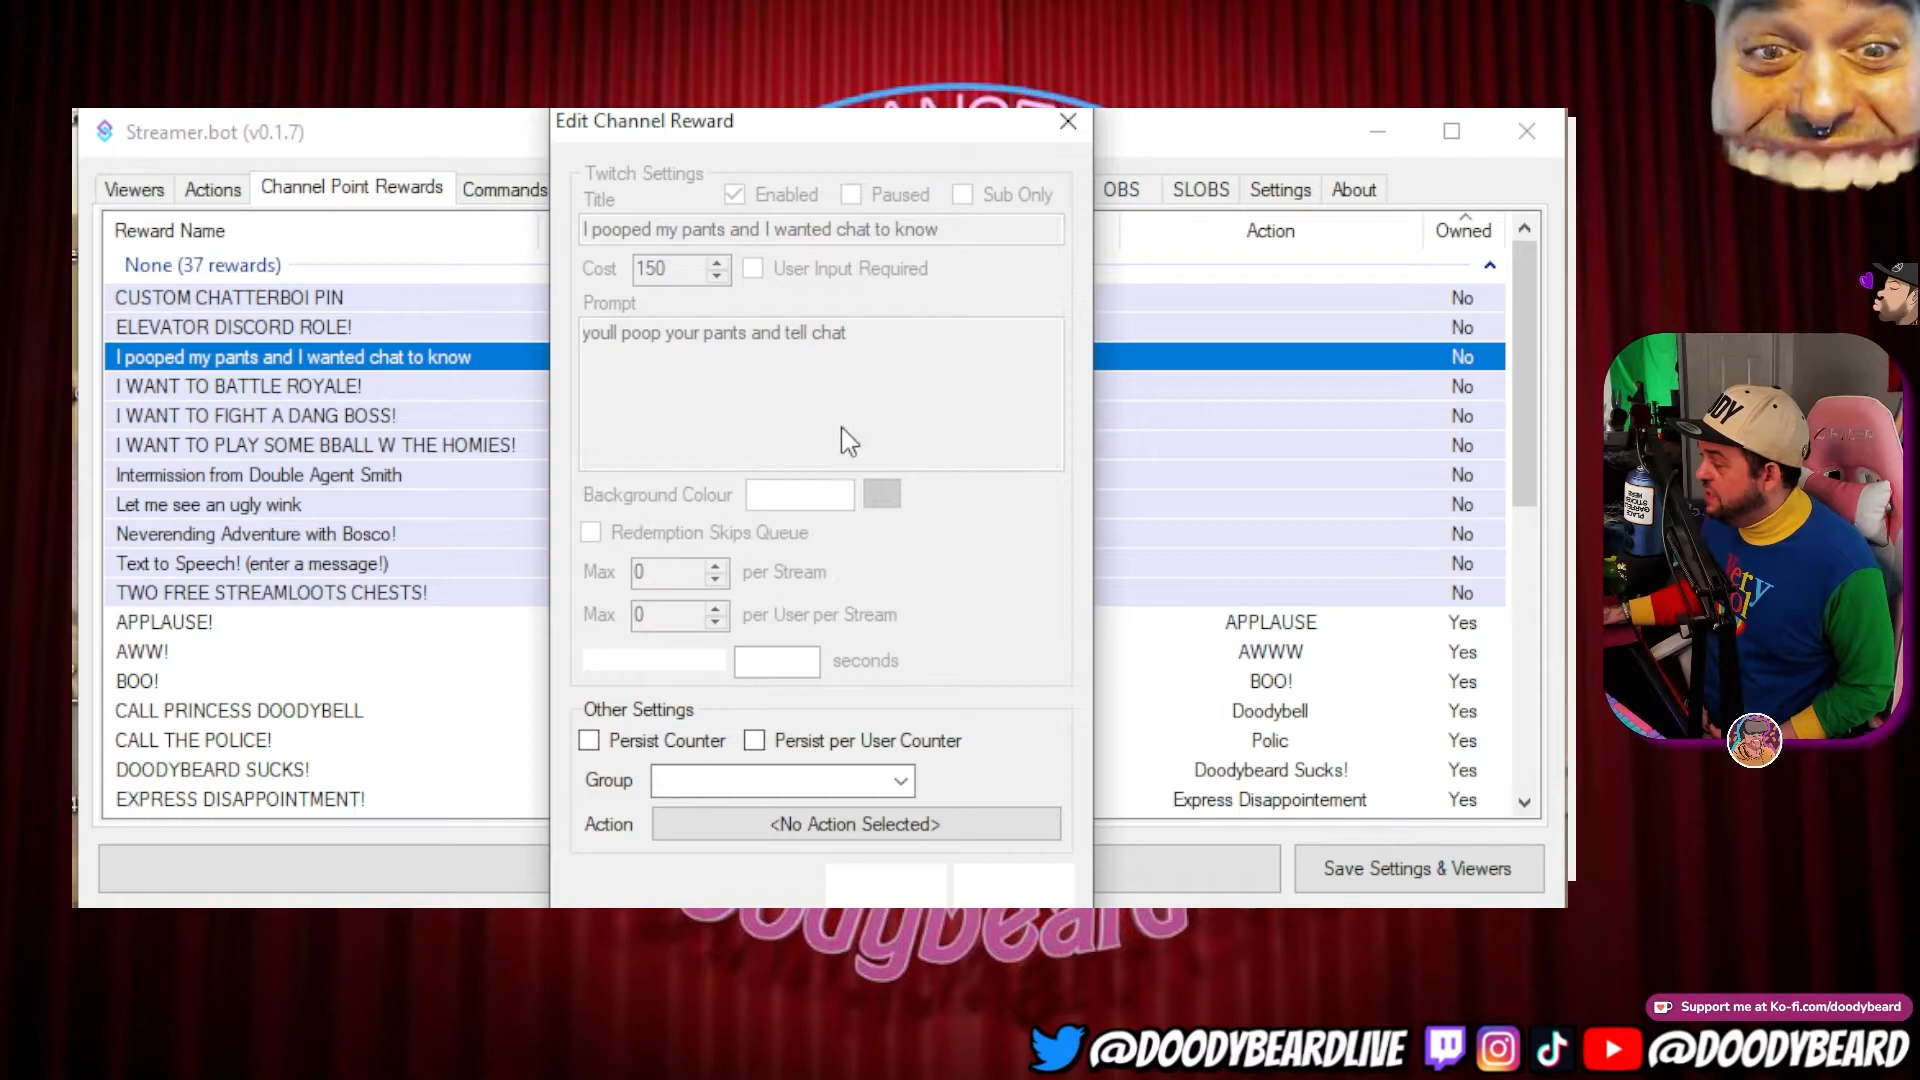 Streamer.bot (v0.1.7)
Edit Channel Reward
Viewers
Actions
Channel Point Rewards
Commands
OBS
SLOBS
Settings
About
Reward Name
Action
Owned
None (37 rewards)
CUSTOM CHATTERBOI PIN
No
ELEVATOR DISCORD ROLE!
No
I pooped my pants and I wanted chat to know
No
I WANT TO BATTLE ROYALE!
No
I WANT TO FIGHT A DANG BOSS!
No
I WANT TO PLAY SOME BBALL W THE HOMIES!
No
Intermission from Double Agent Smith
No
Let me see an ugly wink
No
Neverending Adventure with Bosco!
No
Text to Speech! (enter a message!)
No
TWO FREE STREAMLOOTS CHESTS!
No
APPLAUSE!
APPLAUSE
Yes
AWW!
AWWW
Yes
BOO!
BOO!
Yes
CALL PRINCESS DOODYBELL
Doodybell
Yes
CALL THE POLICE!
Polic
Yes
DOODYBEARD SUCKS!
Doodybeard Sucks!
Yes
EXPRESS DISAPPOINTMENT!
Express Disappointement
Yes
Twitch Settings
Title
Enabled
Paused
Sub Only
I pooped my pants and I wanted chat to know
Cost
150
User Input Required
Prompt
youll poop your pants and tell chat
Background Colour
...
Redemption Skips Queue
Max
0
per Stream
Max
0
per User per Stream
seconds
Other Settings
Persist Counter
Persist per User Counter
Group
Action
<No Action Selected>
Save Settings & Viewers
Doodybeard
Very
PLACE
GARFIELD
STICKER
HERE
Support me at Ko-fi.com/doodybeard
@DOODYBEARDLIVE
@DOODYBEARD